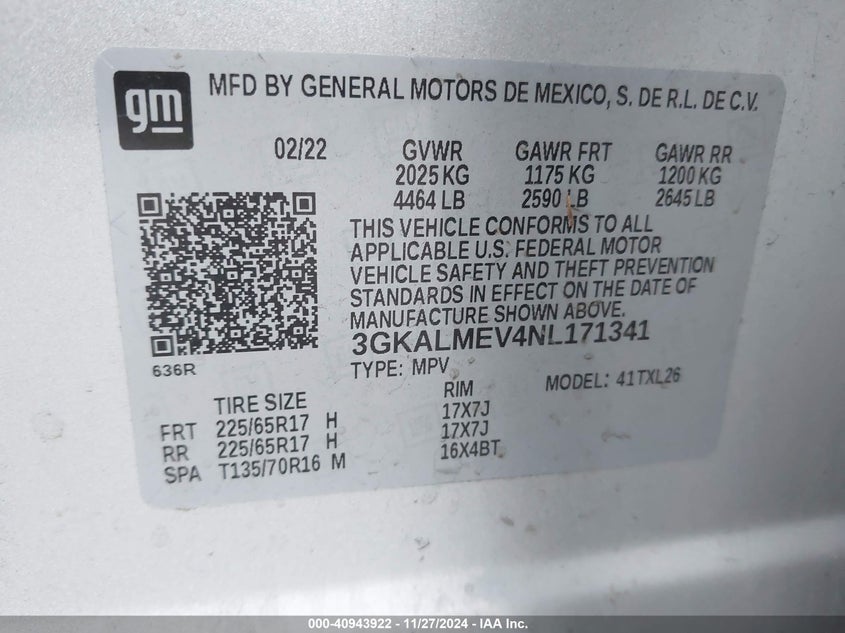 gm
MFD BY GENERAL MOTORS DE MEXICO, S. DE R.L. DE C.V.
02/22 GVWR GAWR FRT GAWR RR
2025 KG 1175 KG 1200 KG
4464 LB 2590 LB 2645 LB
THIS VEHICLE CONFORMS TO ALL
APPLICABLE U.S. FEDERAL MOTOR
VEHICLE SAFETY AND THEFT PREVENTION
STANDARDS IN EFFECT ON THE DATE OF
MANUFACTURE SHOWN ABOVE.
3GKALMEV4NL171341
636R
TYPE: MPV MODEL: 41TXL26
TIRE SIZE RIM
FRT 225/65R17 H 17X7J
RR 225/65R17 H 17X7J
SPA T135/70R16 M 16X4BT
000-40943922 - 11/27/2024 - IAA Inc.